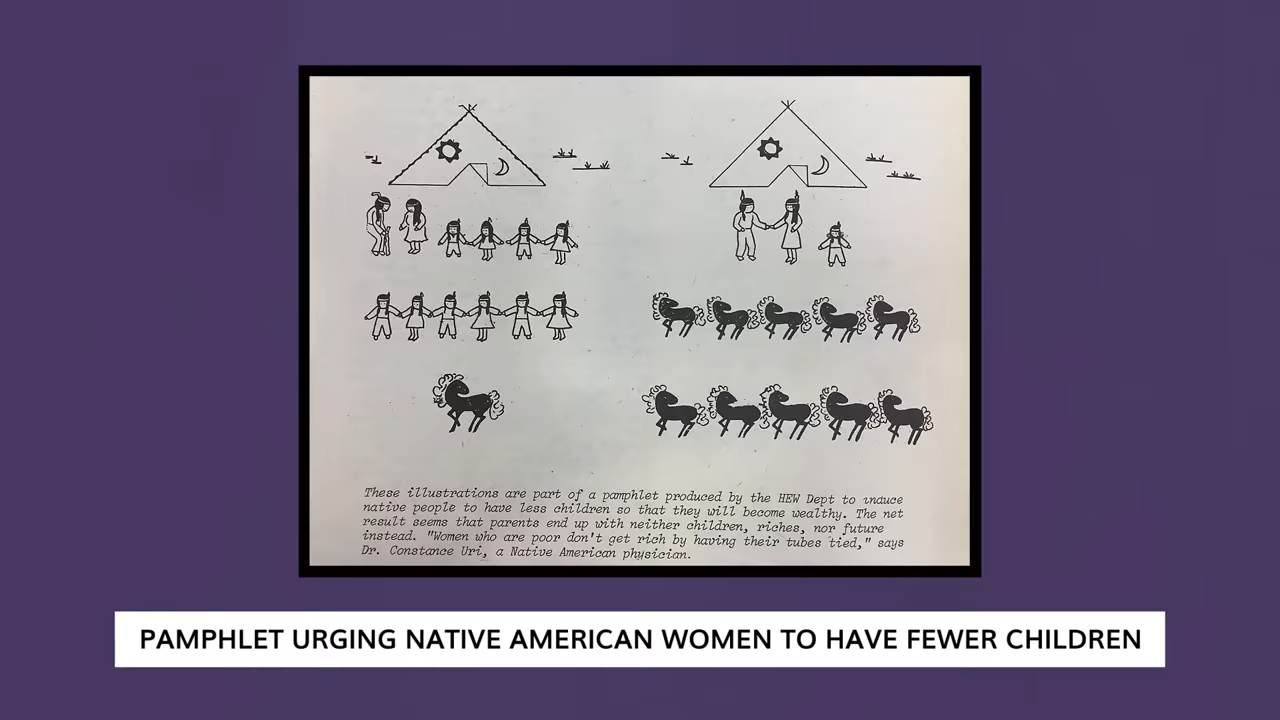 These illustrations are part of a pamphlet produced by the HEW Dept to induce
native people to have less children so that they will become wealthy. The net
result seems that parents end up with neither children, riches, nor future
instead. "Women who are poor don't get rich by having their tubes tied," says
Dr. Constance Uri, a Native American physician.
PAMPHLET URGING NATIVE AMERICAN WOMEN TO HAVE FEWER CHILDREN